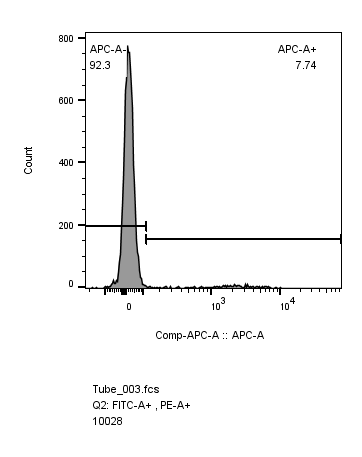 800
APC-A-
APC-A+
92.3
7.74
600
400
200
0
Count
0
10^3
10^4
Comp-APC-A :: APC-A
Tube_003.fcs
Q2: FITC-A+ , PE-A+
10028